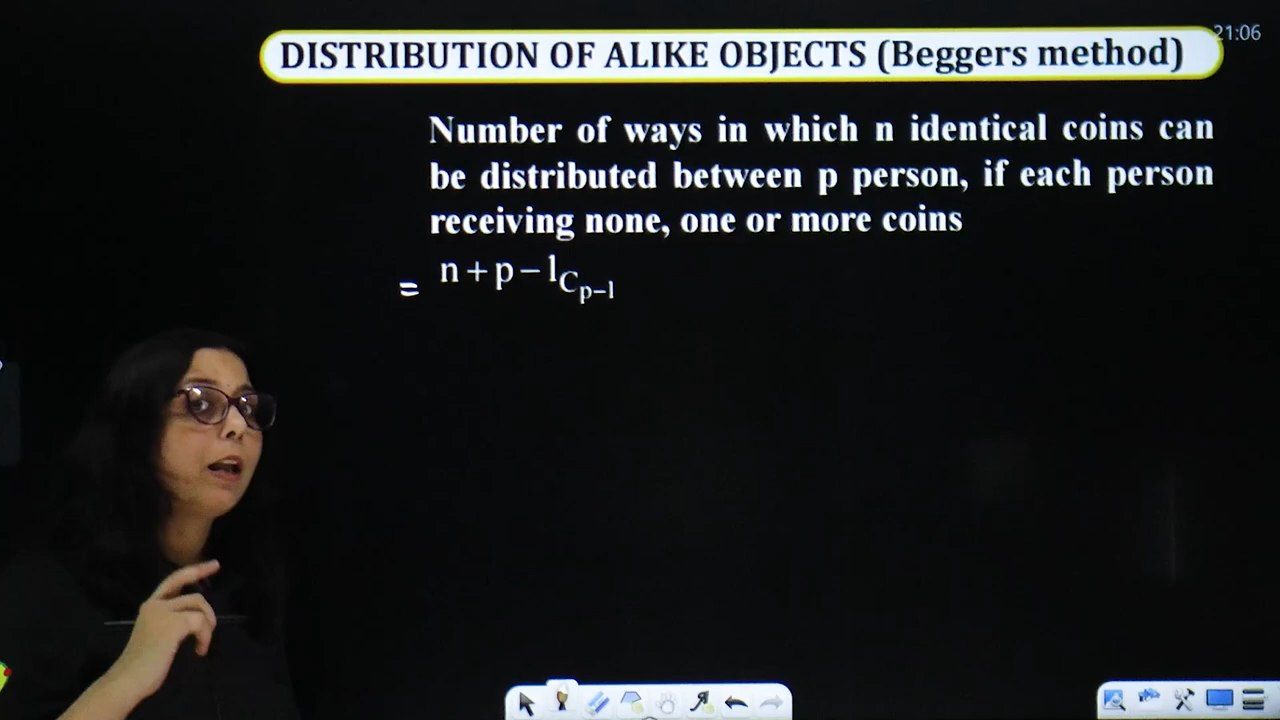 21:06
DISTRIBUTION OF ALIKE OBJECTS (Beggers method)
Number of ways in which n identical coins can
be distributed between p person, if each person
receiving none, one or more coins
= n+p−1Cp−1